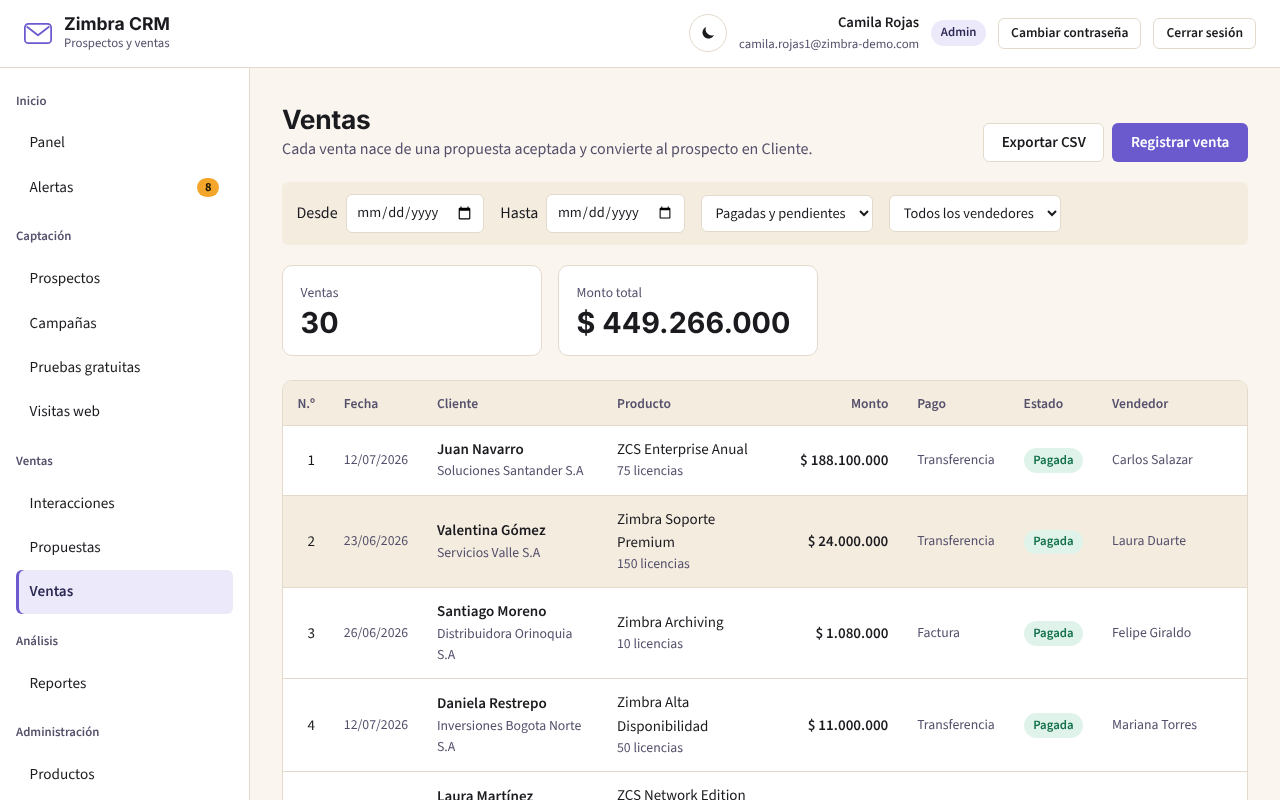 Zimbra CRM
Prospectos y ventas
Camila Rojas
camila.rojas1@zimbra-demo.com
Admin
Cambiar contraseña
Cerrar sesión
Inicio
Panel
Alertas 8
Captación
Prospectos
Campañas
Pruebas gratuitas
Visitas web
Ventas
Interacciones
Propuestas
Ventas
Análisis
Reportes
Administración
Productos
Ventas
Cada venta nace de una propuesta aceptada y convierte al prospecto en Cliente.
Exportar CSV
Registrar venta
Desde mm/dd/yyyy Hasta mm/dd/yyyy Pagadas y pendientes Todos los vendedores
Ventas
30
Monto total
$ 449.266.000
N.º Fecha Cliente Producto Monto Pago Estado Vendedor
1 12/07/2026 Juan Navarro
Soluciones Santander S.A
ZCS Enterprise Anual
75 licencias
$ 188.100.000 Transferencia Pagada Carlos Salazar
2 23/06/2026 Valentina Gómez
Servicios Valle S.A
Zimbra Soporte
Premium
150 licencias
$ 24.000.000 Transferencia Pagada Laura Duarte
3 26/06/2026 Santiago Moreno
Distribuidora Orinoquia
S.A
Zimbra Archiving
10 licencias
$ 1.080.000 Factura Pagada Felipe Giraldo
4 12/07/2026 Daniela Restrepo
Inversiones Bogota Norte
S.A
Zimbra Alta
Disponibilidad
50 licencias
$ 11.000.000 Transferencia Pagada Mariana Torres
Laura Martínez
ZCS Network Edition